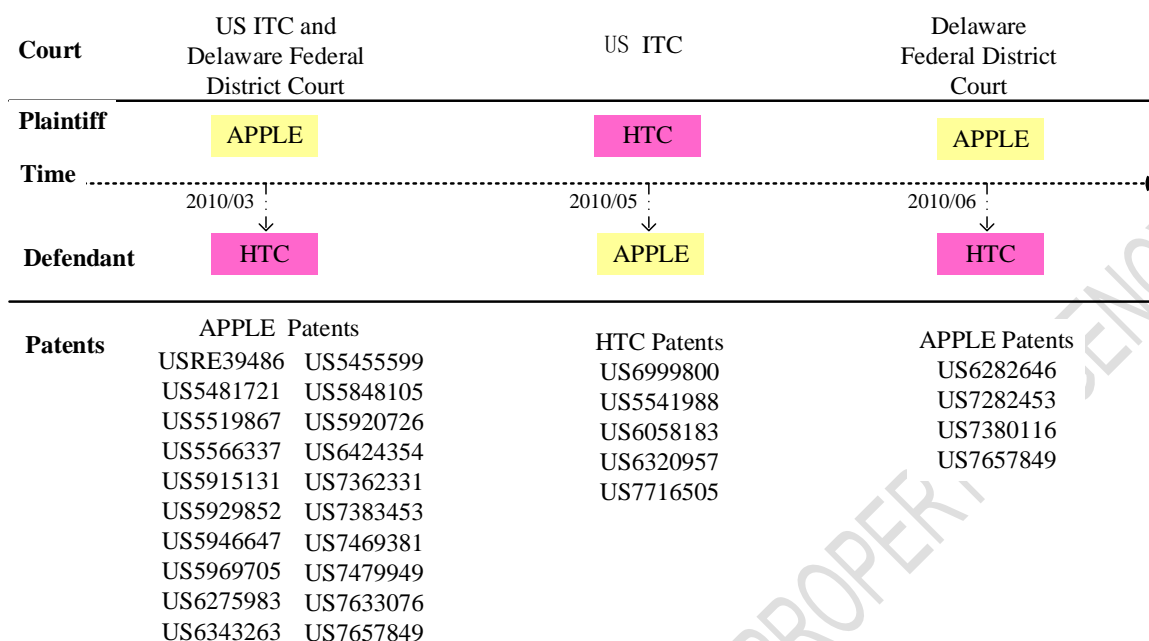 Court
US ITC and
Delaware Federal
District Court
US ITC
Delaware
Federal District
Court
Plaintiff
APPLE
HTC
APPLE
Time
2010/03
2010/05
2010/06
Defendant
HTC
APPLE
HTC
Patents
APPLE Patents
USRE39486 US5455599
US5481721 US5848105
US5519867 US5920726
US5566337 US6424354
US5915131 US7362331
US5929852 US7383453
US5946647 US7469381
US5969705 US7479949
US6275983 US7633076
US6343263 US7657849
HTC Patents
US6999800
US5541988
US6058183
US6320957
US7716505
APPLE Patents
US6282646
US7282453
US7380116
US7657849